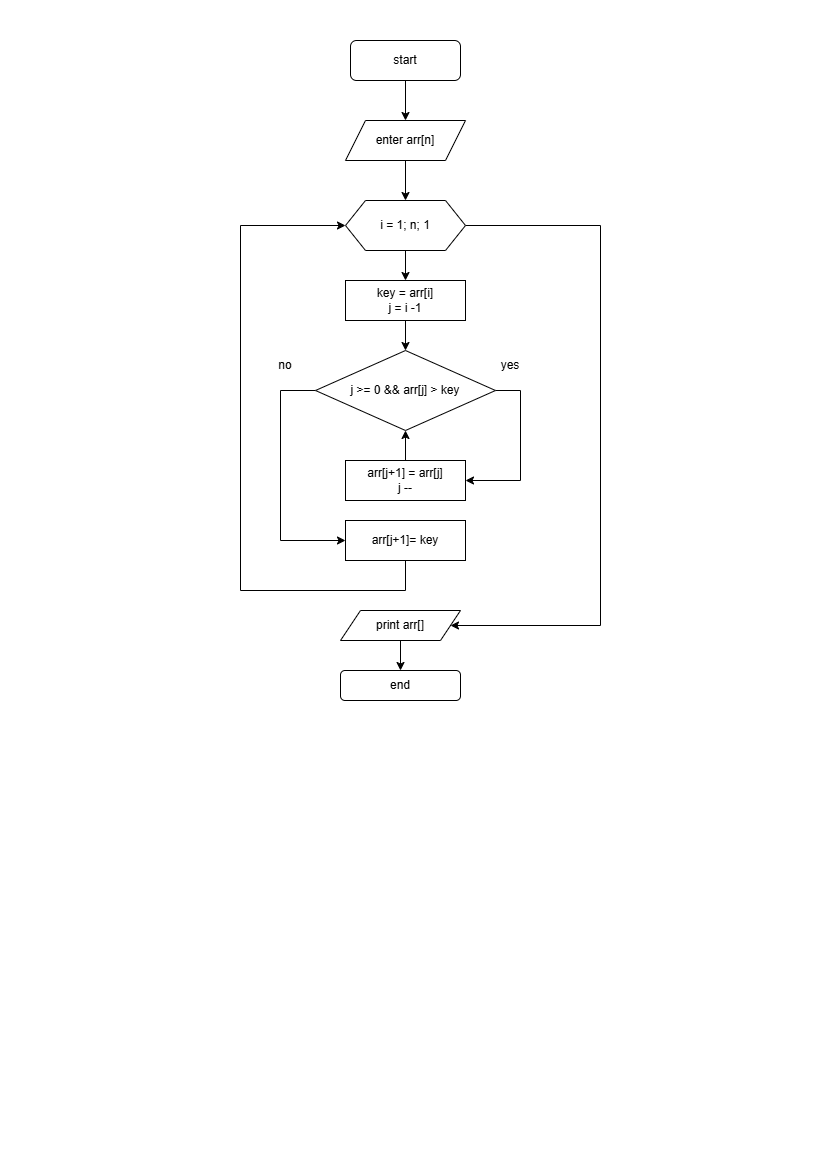 start
enter arr[n]
i = 1; n; 1
key = arr[i]
j = i -1
no
yes
j >= 0 && arr[j] > key
arr[j+1] = arr[j]
j --
arr[j+1]= key
print arr[]
end